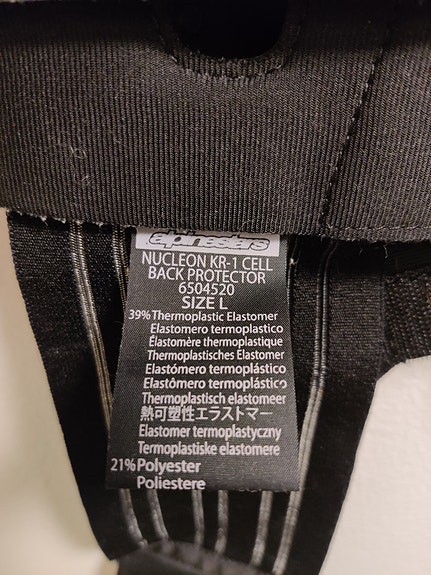 alpinestars
NUCLEON KR-1 CELL
BACK PROTECTOR
6504520
SIZE L
39% Thermoplastic Elastomer
Elastomero termoplastico
Élastomère thermoplastique
Thermoplastisches Elastomer
Elastómero termoplástico
Elastómero termoplástico
Thermoplastisch elastomeer
熱可塑性エラストマー
Elastomer termoplastyczny
Termoplastiske elastomere
21% Polyester
Poliestere